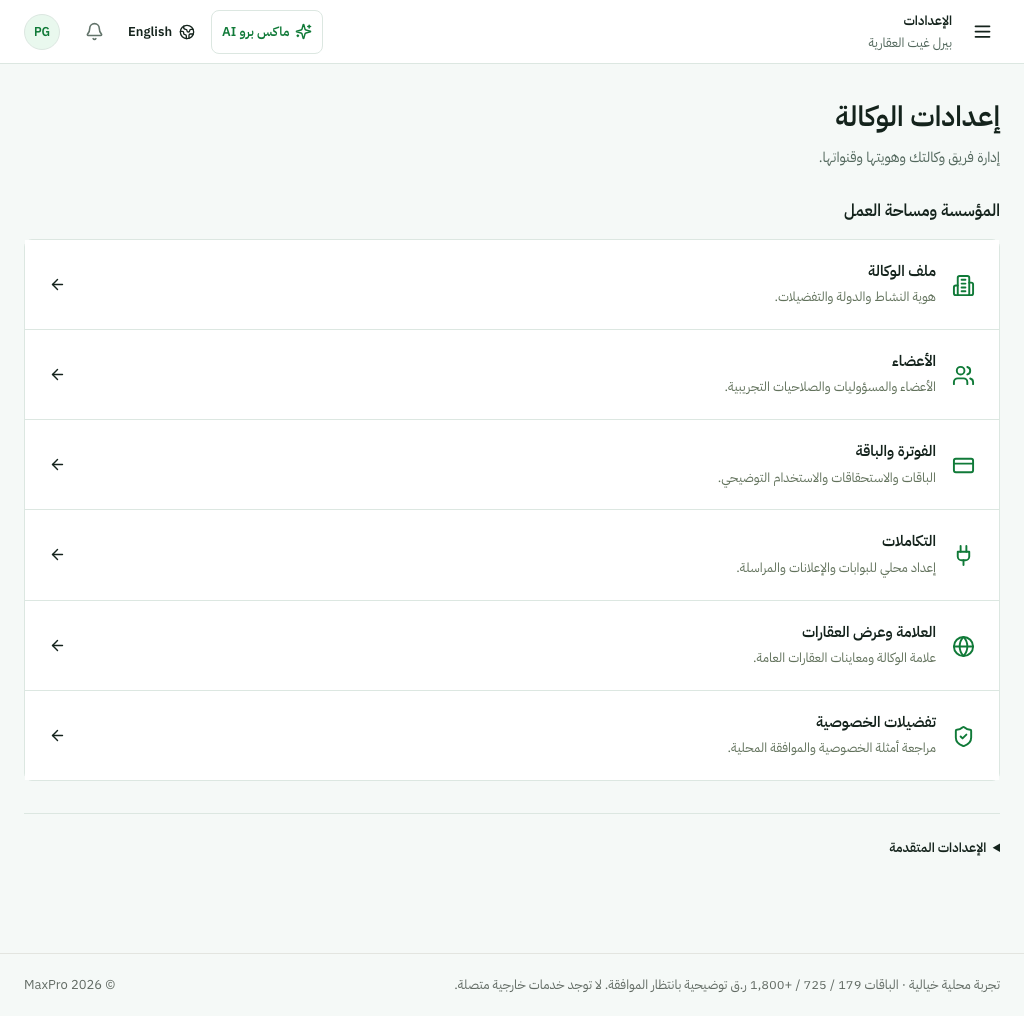 الإعدادات
بيرل غيت العقارية
ماكس برو AI
English
PG
إعدادات الوكالة
إدارة فريق وكالتك وهويتها وقنواتها.
المؤسسة ومساحة العمل
ملف الوكالة
هوية النشاط والدولة والتفضيلات.
الأعضاء
الأعضاء والمسؤوليات والصلاحيات التجريبية.
الفوترة والباقة
الباقات والاستحقاقات والاستخدام التوضيحي.
التكاملات
إعداد محلي للبوابات والإعلانات والمراسلة.
العلامة وعرض العقارات
علامة الوكالة ومعاينات العقارات العامة.
تفضيلات الخصوصية
مراجعة أمثلة الخصوصية والموافقة المحلية.
الإعدادات المتقدمة
تجربة محلية خيالية · الباقات 179 / 725 / +1,800 ر.ق توضيحية بانتظار الموافقة. لا توجد خدمات خارجية متصلة.
© 2026 MaxPro